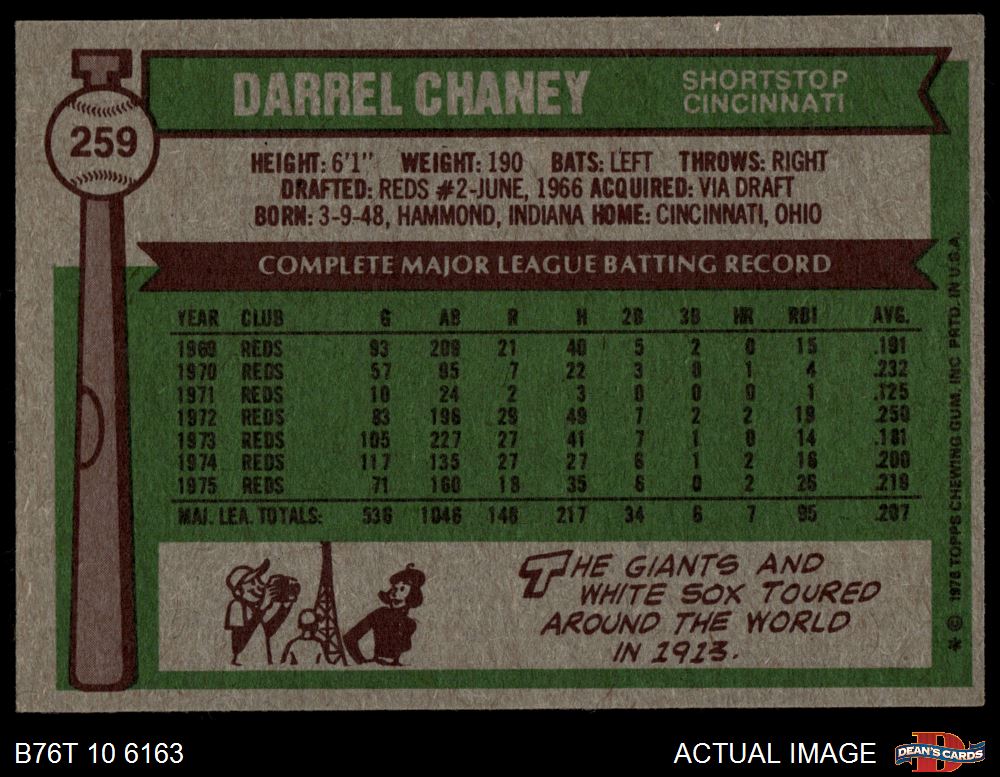 259
DARREL CHANEY
SHORTSTOP
CINCINNATI
HEIGHT: 6'1" WEIGHT: 190 BATS: LEFT THROWS: RIGHT
DRAFTED: REDS #2-JUNE, 1966 ACQUIRED: VIA DRAFT
BORN: 3-9-48, HAMMOND, INDIANA HOME: CINCINNATI, OHIO
COMPLETE MAJOR LEAGUE BATTING RECORD
YEAR CLUB G AB R H 2B 3B HR RBI AVG.
1969 REDS 93 209 21 40 5 2 0 15 .191
1970 REDS 57 95 7 22 3 0 1 4 .232
1971 REDS 10 24 2 3 0 0 0 1 .125
1972 REDS 83 196 29 49 7 2 2 19 .250
1973 REDS 105 227 27 41 7 1 0 14 .181
1974 REDS 117 135 27 27 6 1 2 16 .200
1975 REDS 71 160 18 35 6 0 2 26 .219
MAJ. LEA. TOTALS: 536 1046 146 217 34 6 7 95 .207
THE GIANTS AND
WHITE SOX TOURED
AROUND THE WORLD
IN 1913.
* © 1976 TOPPS CHEWING GUM, INC. PRTD. IN U.S.A.
B76T 10 6163
ACTUAL IMAGE
DEAN'S CARDS